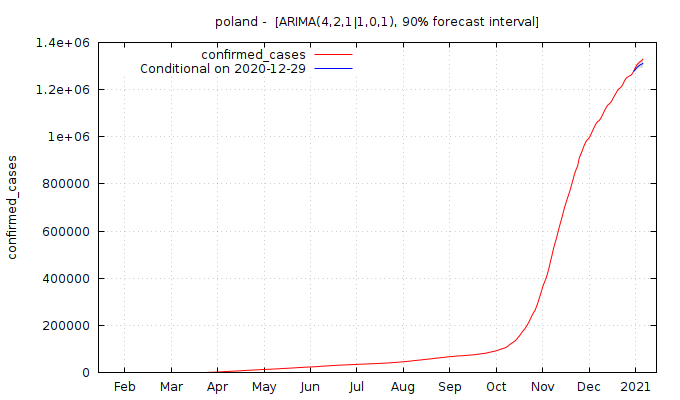 poland -  [ARIMA(4,2,1|1,0,1), 90% forecast interval]
confirmed_cases
Conditional on 2020-12-29
confirmed_cases
1.4e+06
1.2e+06
1e+06
800000
600000
400000
200000
0
Feb Mar Apr May Jun Jul Aug Sep Oct Nov Dec 2021